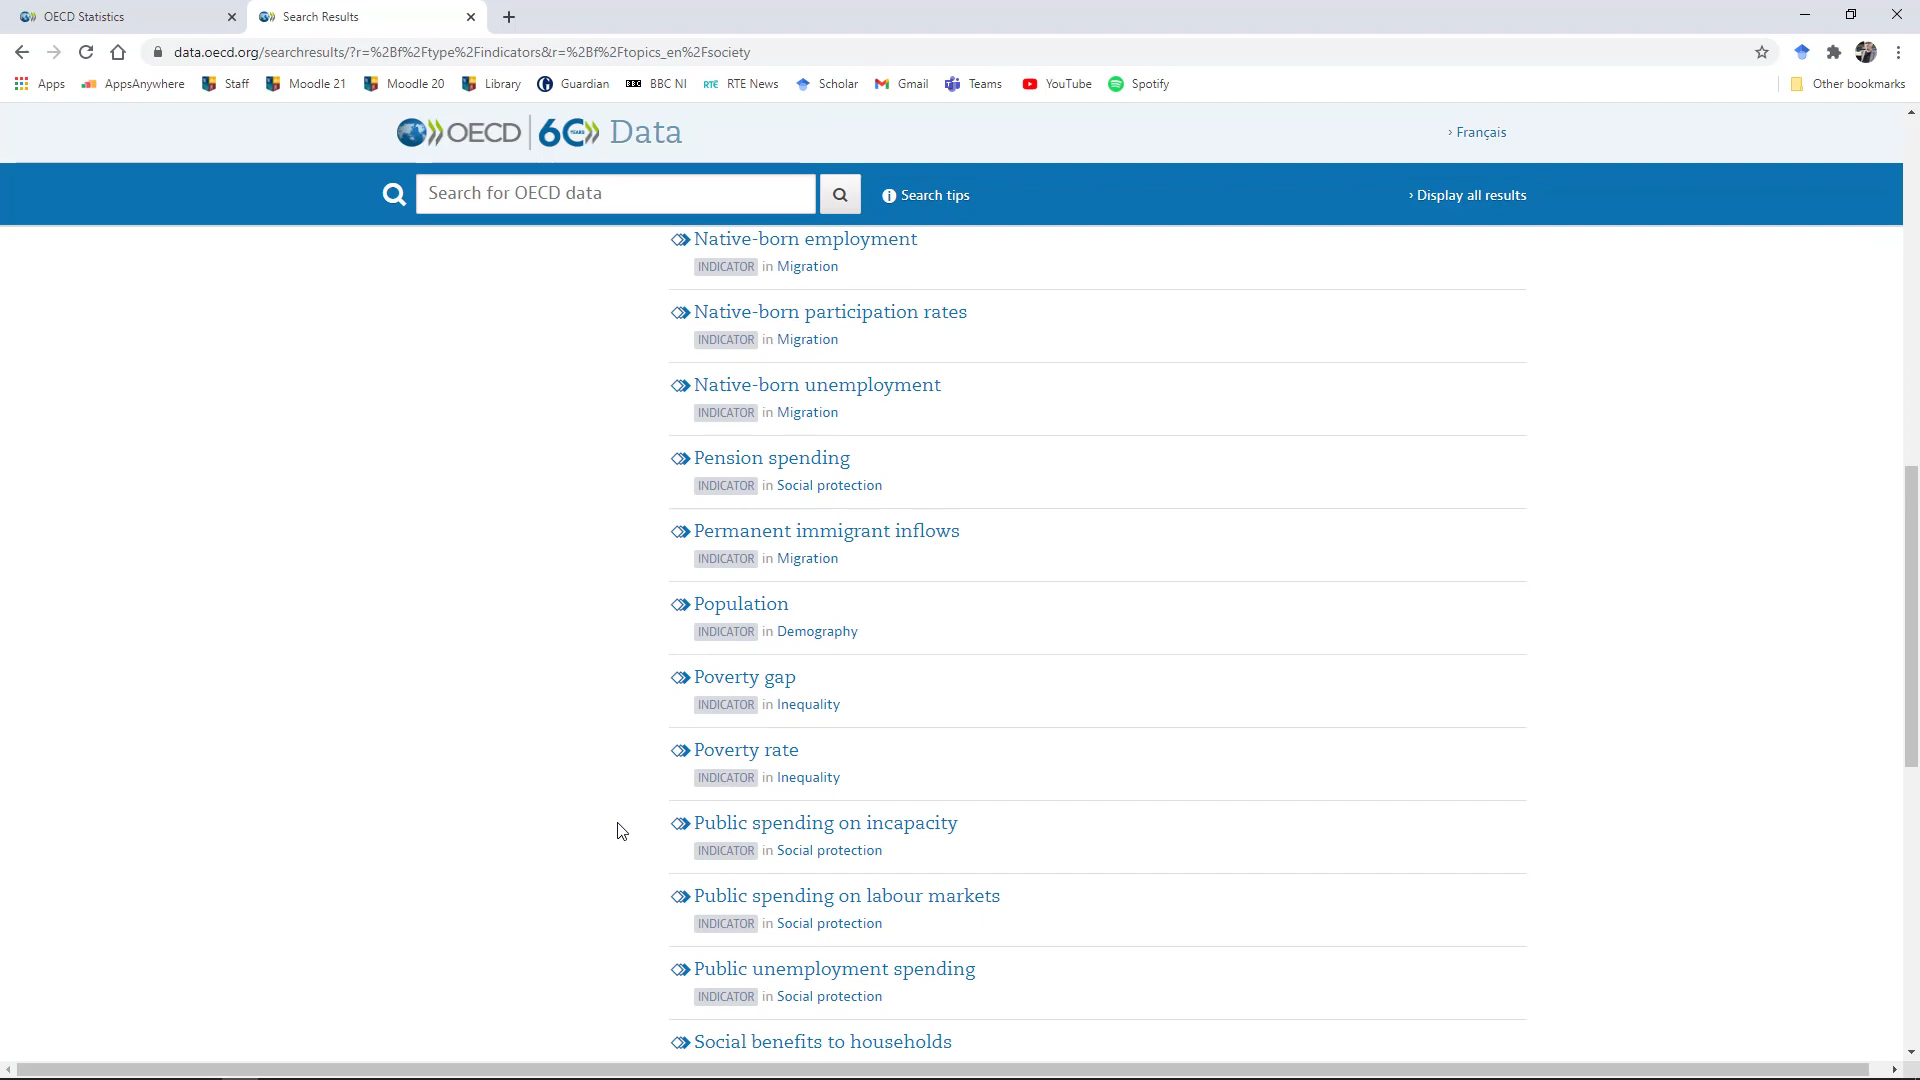 OECD Statistics
Search Results
data.oecd.org/searchresults/?r=%2Bf%2Ftype%2Findicators&r=%2Bf%2Ftopics_en%2Fsociety
Apps AppsAnywhere Staff Moodle 21 Moodle 20 Library Guardian BBC BBC NI RTÉ RTE News Scholar Gmail Teams YouTube Spotify Other bookmarks
OECD 60 YEARS Data
› Français
Search for OECD data
Search tips
› Display all results
Native-born employment
INDICATOR in Migration
Native-born participation rates
INDICATOR in Migration
Native-born unemployment
INDICATOR in Migration
Pension spending
INDICATOR in Social protection
Permanent immigrant inflows
INDICATOR in Migration
Population
INDICATOR in Demography
Poverty gap
INDICATOR in Inequality
Poverty rate
INDICATOR in Inequality
Public spending on incapacity
INDICATOR in Social protection
Public spending on labour markets
INDICATOR in Social protection
Public unemployment spending
INDICATOR in Social protection
Social benefits to households